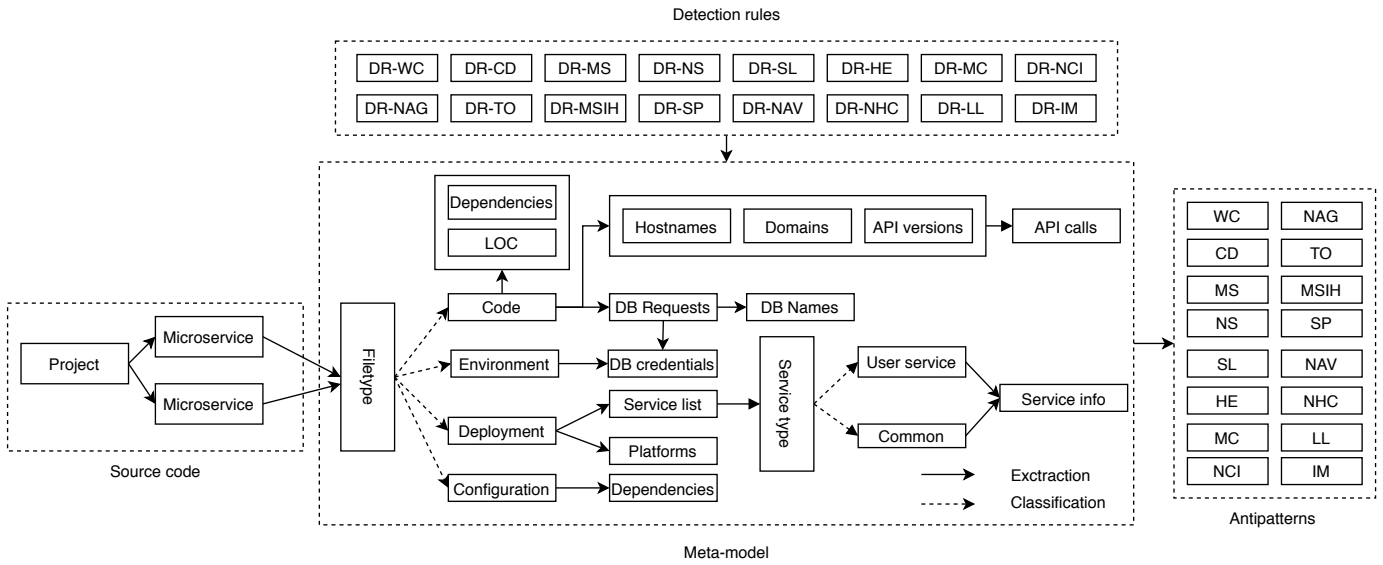 Detection rules
DR-WC DR-CD DR-MS DR-NS DR-SL DR-HE DR-MC DR-NCI
DR-NAG DR-TO DR-MSIH DR-SP DR-NAV DR-NHC DR-LL DR-IM
Project
Microservice
Microservice
Source code
Filetype
Dependencies
LOC
Hostnames Domains API versions API calls
Code DB Requests DB Names
Environment DB credentials
Deployment Service list
Platforms
Configuration Dependencies
Service type
User service
Common
Service info
Exctraction
Classification
Meta-model
WC NAG
CD TO
MS MSIH
NS SP
SL NAV
HE NHC
MC LL
NCI IM
Antipatterns